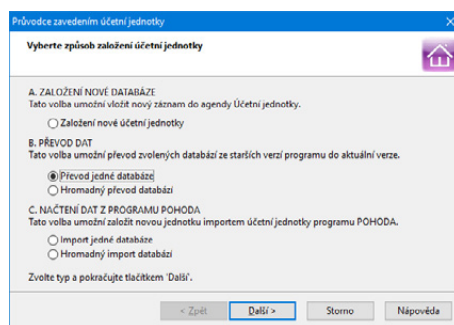 Průvodce zavedením účetní jednotky
Vyberte způsob založení účetní jednotky
A. ZALOŽENÍ NOVÉ DATABÁZE
Tato volba umožní vložit nový záznam do agendy Účetní jednotky.
Založení nové účetní jednotky
B. PŘEVOD DAT
Tato volba umožní převod zvolených databází ze starších verzí programu do aktuální verze.
Převod jedné databáze
Hromadný převod databází
C. NAČTENÍ DAT Z PROGRAMU POHODA
Tato volba umožní založit novou jednotku importem účetní jednotky programu POHODA.
Import jedné databáze
Hromadný import databází
Zvolte typ a pokračujte tlačítkem 'Další'.
< Zpět Další > Storno Nápověda